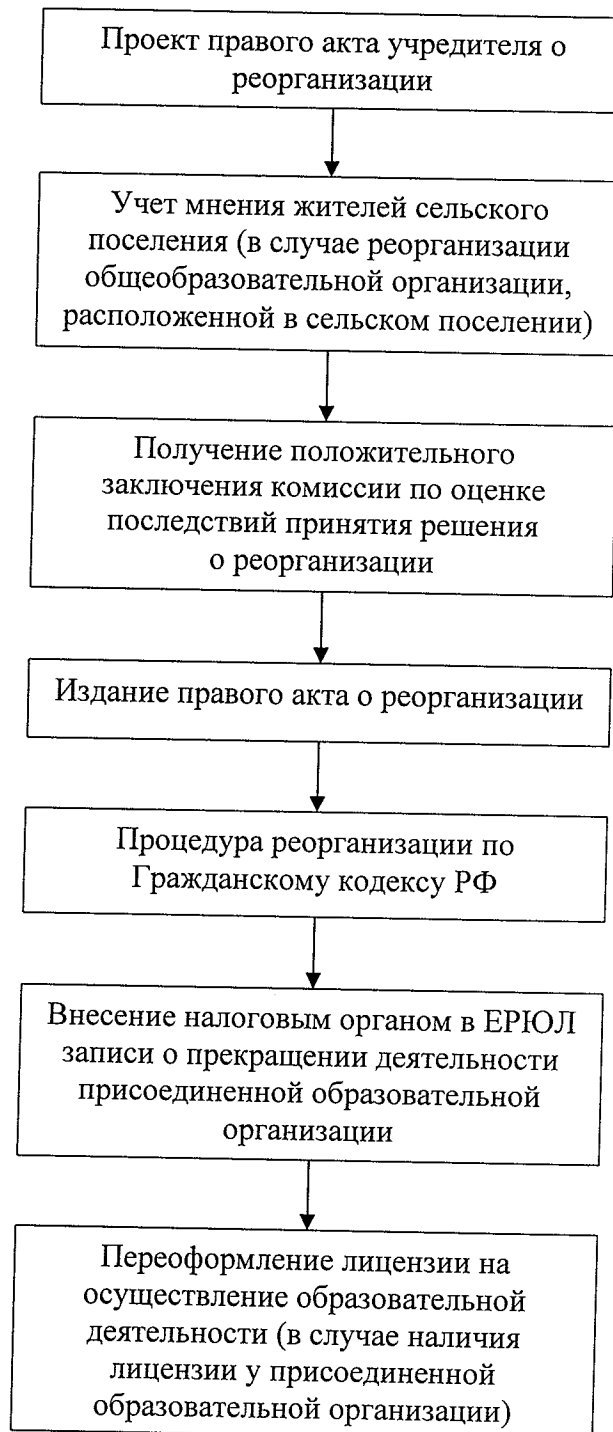 Проект правого акта учредителя о
реорганизации
Учет мнения жителей сельского
поселения (в случае реорганизации
общеобразовательной организации,
расположенной в сельском поселении)
Получение положительного
заключения комиссии по оценке
последствий принятия решения
о реорганизации
Издание правого акта о реорганизации
Процедура реорганизации по
Гражданскому кодексу РФ
Внесение налоговым органом в ЕРЮЛ
записи о прекращении деятельности
присоединенной образовательной
организации
Переоформление лицензии на
осуществление образовательной
деятельности (в случае наличия
лицензии у присоединенной
образовательной организации)